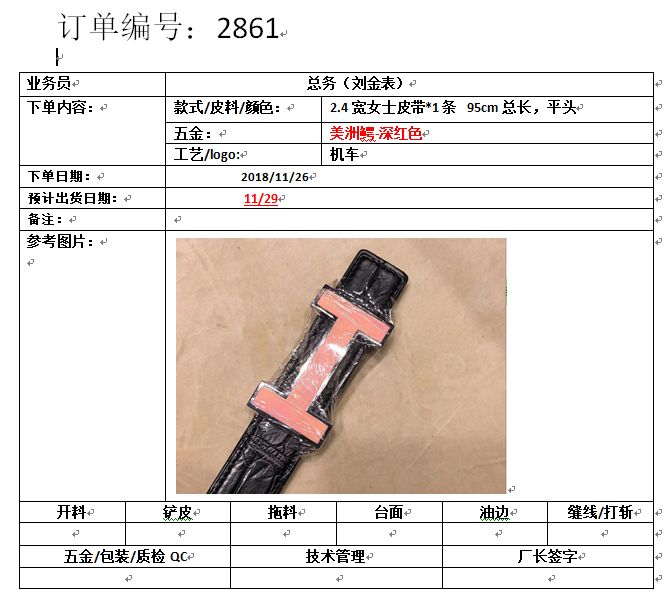 订单编号：2861
业务员 总务（刘金表）
下单内容： 款式/皮料/颜色： 2.4 宽女士皮带*1 条 95cm 总长，平头
五金： 美洲鳄-深红色
工艺/logo: 机车
下单日期： 2018/11/26
预计出货日期： 11/29
备注：
参考图片：
开料 铲皮 拖料 台面 油边 缝线/打斩
五金/包装/质检 QC 技术管理 厂长签字